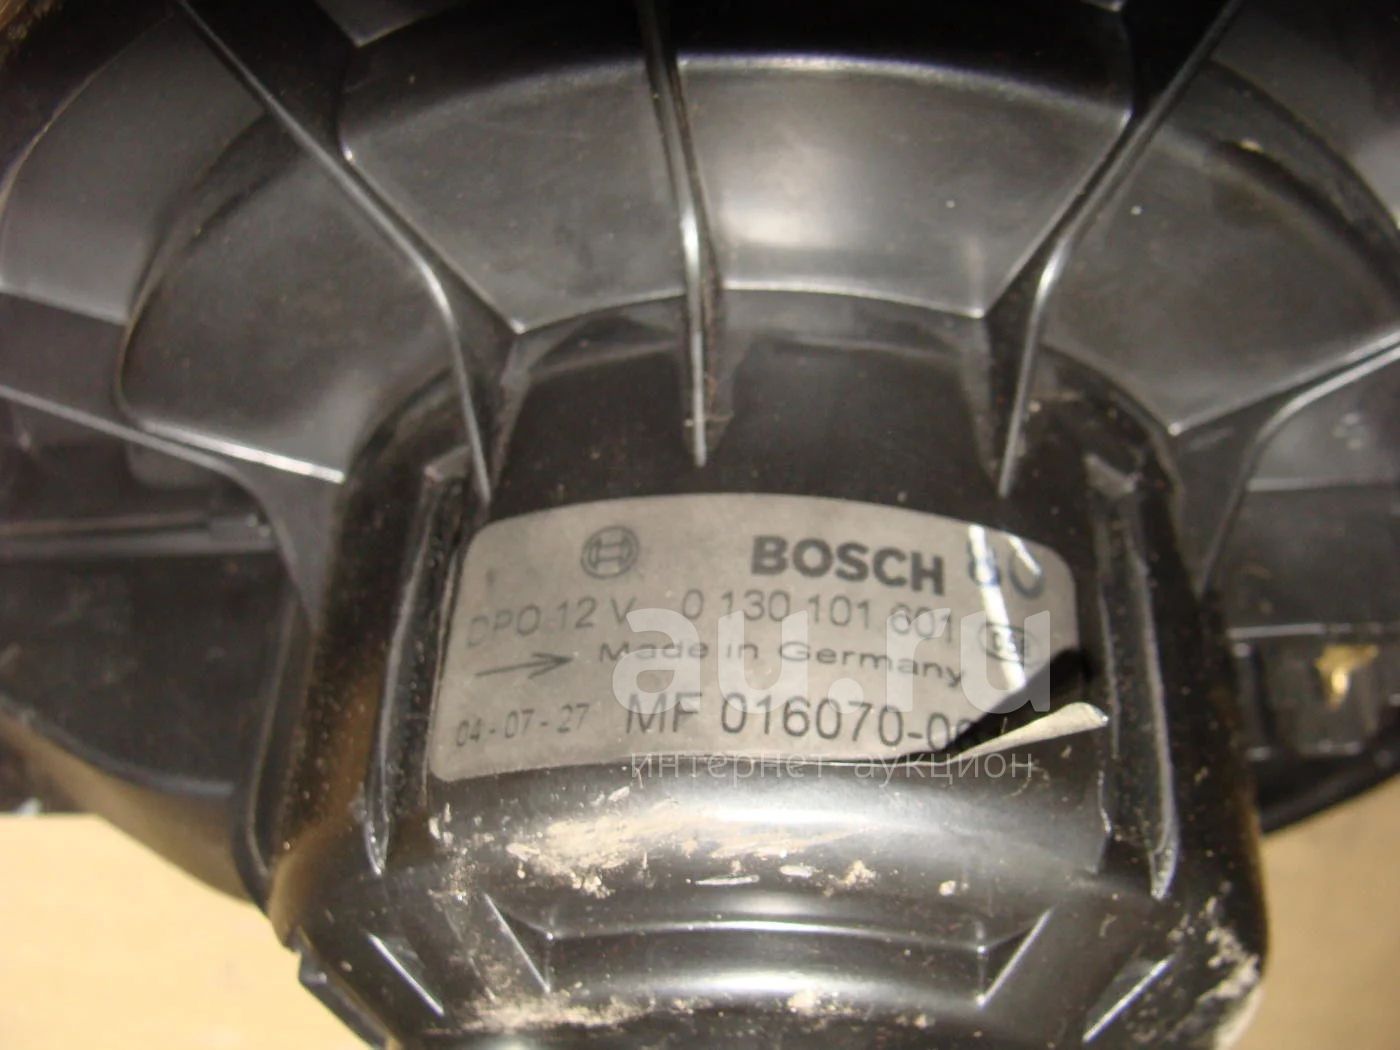 BOSCH
DPO 12 V 0 130 101 601
Made in Germany
04-07-27 MF 016070-0
au.ru
интернет аукцион